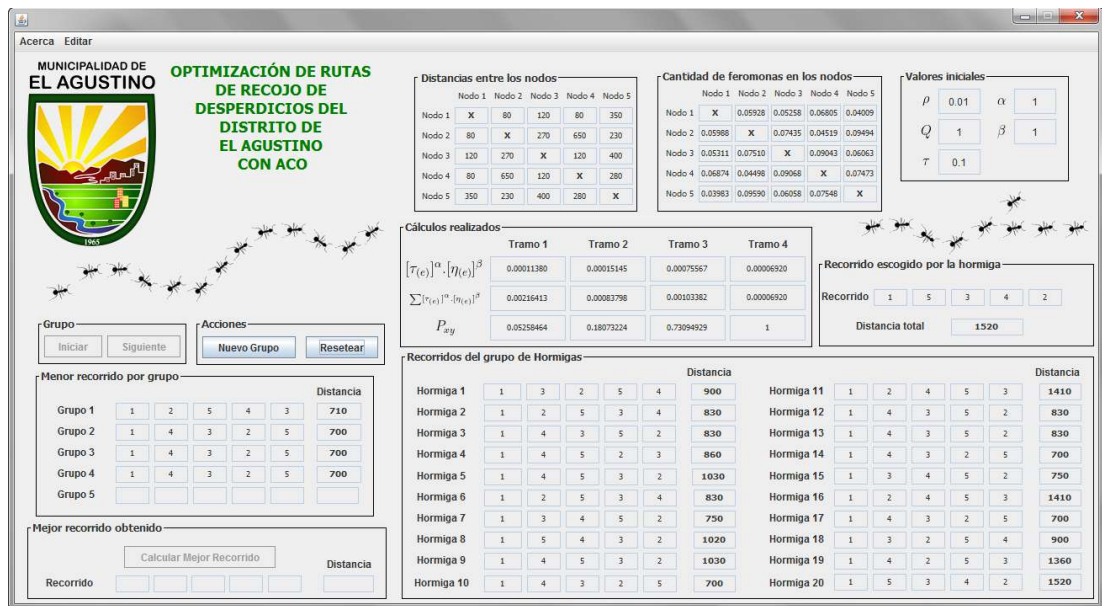 Acerca Editar
MUNICIPALIDAD DE
EL AGUSTINO
1965
OPTIMIZACIÓN DE RUTAS
DE RECOJO DE
DESPERDICIOS DEL
DISTRITO DE
EL AGUSTINO
CON ACO
Distancias entre los nodos
Nodo 1 Nodo 2 Nodo 3 Nodo 4 Nodo 5
Nodo 1 X 80 120 80 350
Nodo 2 80 X 270 650 230
Nodo 3 120 270 X 120 400
Nodo 4 80 650 120 X 280
Nodo 5 350 230 400 280 X
Cantidad de feromonas en los nodos
Nodo 1 Nodo 2 Nodo 3 Nodo 4 Nodo 5
Nodo 1 X 0.05928 0.05258 0.06805 0.04009
Nodo 2 0.05988 X 0.07435 0.04519 0.09494
Nodo 3 0.05311 0.07510 X 0.09043 0.06063
Nodo 4 0.06874 0.04498 0.09068 X 0.07473
Nodo 5 0.03983 0.09590 0.06058 0.07548 X
Valores iniciales
ρ 0.01 α 1
Q 1 β 1
τ 0.1
Cálculos realizados
Tramo 1 Tramo 2 Tramo 3 Tramo 4
[τ(e)]^α.[η(e)]^β 0.00011380 0.00015145 0.00075567 0.00006920
∑[τ(e)]^α.[η(e)]^β 0.00216413 0.00083798 0.00103382 0.00006920
Pxy 0.05258464 0.18073224 0.73094929 1
Recorrido escogido por la hormiga
Recorrido 1 5 3 4 2
Distancia total 1520
Grupo
Iniciar Siguiente
Acciones
Nuevo Grupo Resetear
Menor recorrido por grupo
Distancia
Grupo 1 1 2 5 4 3 710
Grupo 2 1 4 3 2 5 700
Grupo 3 1 4 3 2 5 700
Grupo 4 1 4 3 2 5 700
Grupo 5
Mejor recorrido obtenido
Calcular Mejor Recorrido
Distancia
Recorrido
Recorridos del grupo de Hormigas
Distancia
Hormiga 1 1 3 2 5 4 900
Hormiga 2 1 2 5 3 4 830
Hormiga 3 1 4 3 5 2 830
Hormiga 4 1 4 5 2 3 860
Hormiga 5 1 4 5 3 2 1030
Hormiga 6 1 2 5 3 4 830
Hormiga 7 1 3 4 5 2 750
Hormiga 8 1 5 4 3 2 1020
Hormiga 9 1 4 5 3 2 1030
Hormiga 10 1 4 3 2 5 700
Distancia
Hormiga 11 1 2 4 5 3 1410
Hormiga 12 1 4 3 5 2 830
Hormiga 13 1 4 3 5 2 830
Hormiga 14 1 4 3 2 5 700
Hormiga 15 1 3 4 5 2 750
Hormiga 16 1 2 4 5 3 1410
Hormiga 17 1 4 3 2 5 700
Hormiga 18 1 3 2 5 4 900
Hormiga 19 1 4 2 5 3 1360
Hormiga 20 1 5 3 4 2 1520